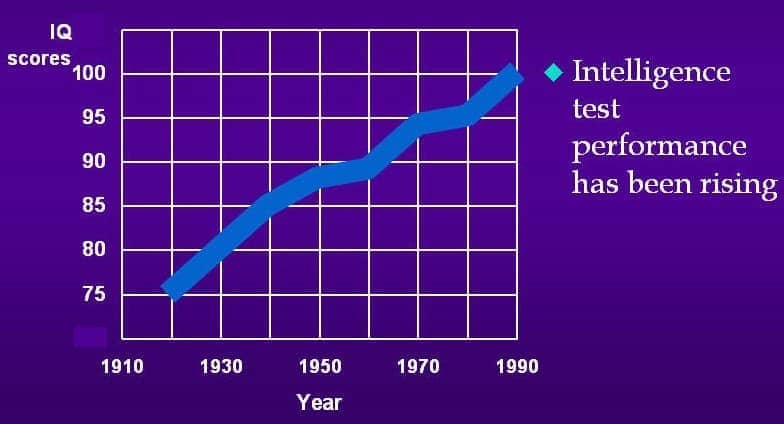 IQ
scores
100
95
90
85
80
75
1910 1930 1950 1970 1990
Year
Intelligence
test
performance
has been rising